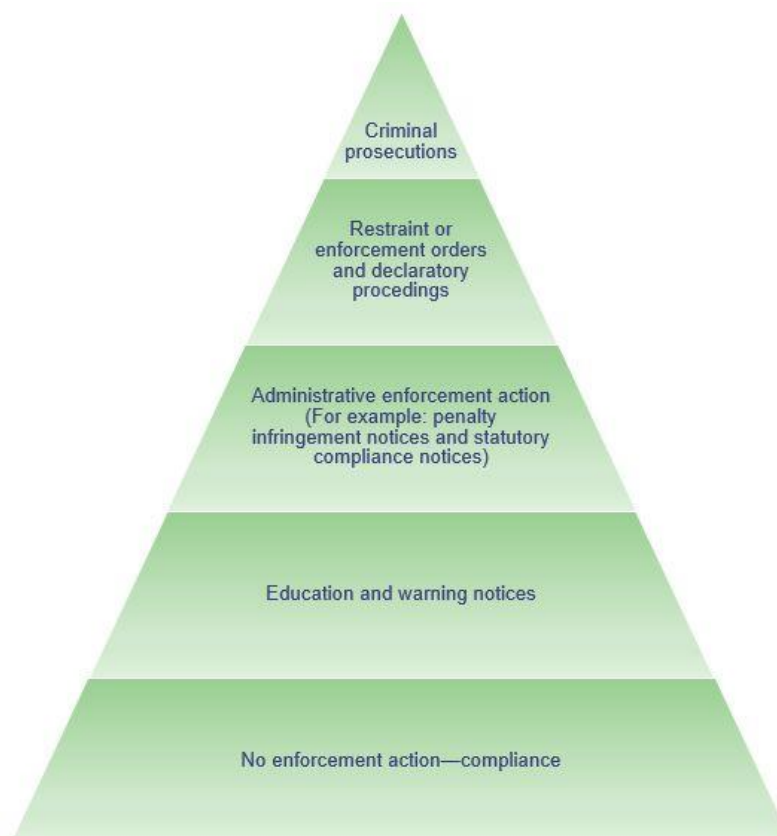 Criminal
prosecutions
Restraint or
enforcement orders
and declaratory
procedings
Administrative enforcement action
(For example: penalty
infringement notices and statutory
compliance notices)
Education and warning notices
No enforcement action—compliance